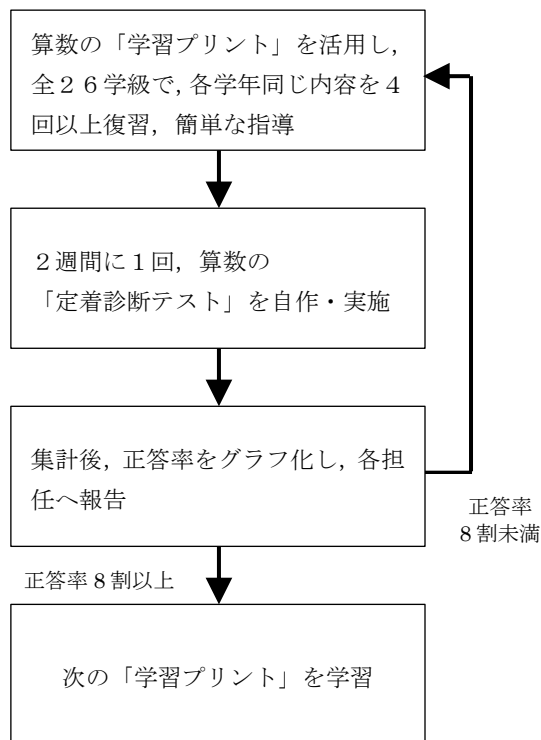 算数の「学習プリント」を活用し，
全２６学級で，各学年同じ内容を４
回以上復習，簡単な指導
２週間に１回，算数の
「定着診断テスト」を自作・実施
集計後，正答率をグラフ化し，各担
任へ報告
正答率
８割未満
正答率８割以上
次の「学習プリント」を学習